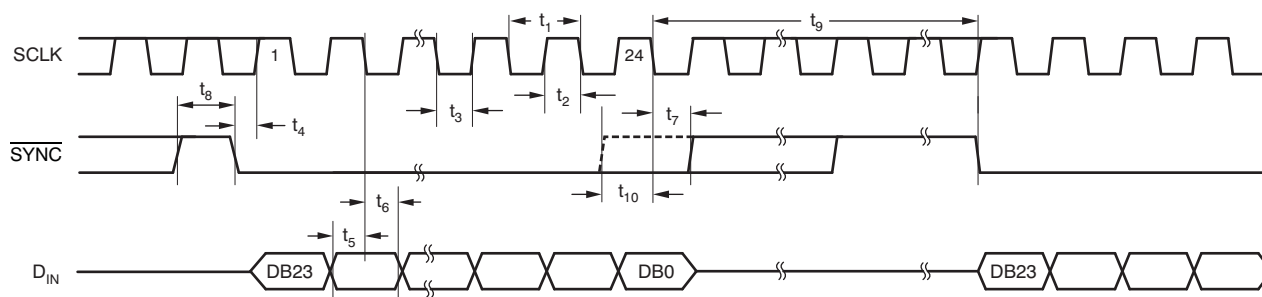 t1
t9
SCLK
1
24
t8
t4
t3
t2
t7
SYNC
t10
t6
t5
DIN
DB23
DB0
DB23